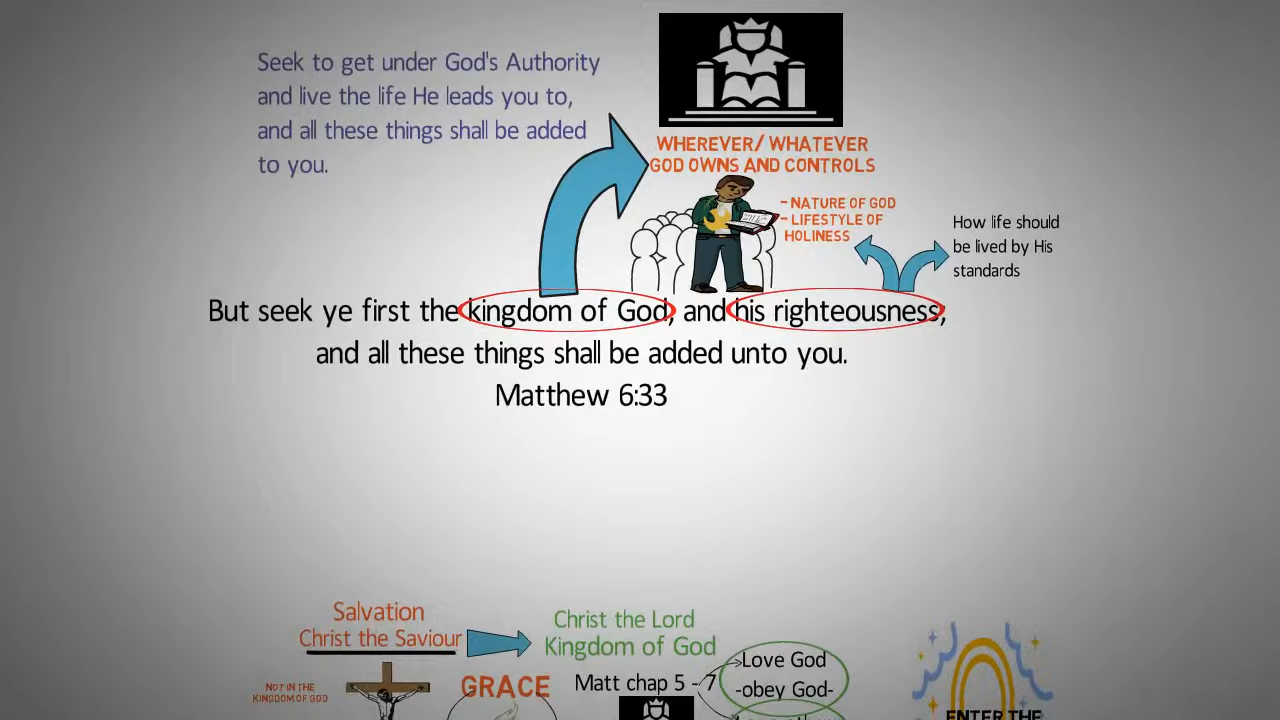 Seek to get under God's Authority
and live the life He leads you to,
and all these things shall be added
to you.
WHEREVER/ WHATEVER
GOD OWNS AND CONTROLS
- NATURE OF GOD
- LIFESTYLE OF
HOLINESS
How life should
be lived by His
standards
But seek ye first the kingdom of God, and his righteousness,
and all these things shall be added unto you.
Matthew 6:33
Salvation
Christ the Saviour
Christ the Lord
Kingdom of God
NOT IN THE
KINGDOM OF GOD
GRACE
Matt chap 5 - 7
Love God
-obey God-
ENTER THE